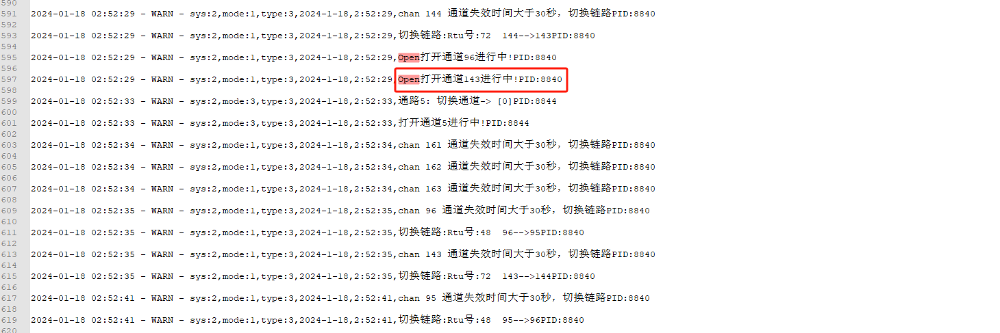 590
591 2024-01-18 02:52:29 - WARN - sys:2,mode:1,type:3,2024-1-18,2:52:29,chan 144 通道失效时间大于30秒，切换链路PID:8840
592
593 2024-01-18 02:52:29 - WARN - sys:2,mode:1,type:3,2024-1-18,2:52:29,切换链路:Rtu号:72  144-->143PID:8840
594
595 2024-01-18 02:52:29 - WARN - sys:2,mode:1,type:3,2024-1-18,2:52:29,Open打开通道96进行中!PID:8840
596
597 2024-01-18 02:52:29 - WARN - sys:2,mode:1,type:3,2024-1-18,2:52:29,Open打开通道143进行中!PID:8840
598
599 2024-01-18 02:52:33 - WARN - sys:2,mode:3,type:3,2024-1-18,2:52:33,通路5: 切换通道-> [0]PID:8844
600
601 2024-01-18 02:52:33 - WARN - sys:2,mode:3,type:3,2024-1-18,2:52:33,打开通道5进行中!PID:8844
602
603 2024-01-18 02:52:34 - WARN - sys:2,mode:1,type:3,2024-1-18,2:52:34,chan 161 通道失效时间大于30秒，切换链路PID:8840
604
605 2024-01-18 02:52:34 - WARN - sys:2,mode:1,type:3,2024-1-18,2:52:34,chan 162 通道失效时间大于30秒，切换链路PID:8840
606
607 2024-01-18 02:52:34 - WARN - sys:2,mode:1,type:3,2024-1-18,2:52:34,chan 163 通道失效时间大于30秒，切换链路PID:8840
608
609 2024-01-18 02:52:35 - WARN - sys:2,mode:1,type:3,2024-1-18,2:52:35,chan 96 通道失效时间大于30秒，切换链路PID:8840
610
611 2024-01-18 02:52:35 - WARN - sys:2,mode:1,type:3,2024-1-18,2:52:35,切换链路:Rtu号:48  96-->95PID:8840
612
613 2024-01-18 02:52:35 - WARN - sys:2,mode:1,type:3,2024-1-18,2:52:35,chan 143 通道失效时间大于30秒，切换链路PID:8840
614
615 2024-01-18 02:52:35 - WARN - sys:2,mode:1,type:3,2024-1-18,2:52:35,切换链路:Rtu号:72  143-->144PID:8840
616
617 2024-01-18 02:52:41 - WARN - sys:2,mode:1,type:3,2024-1-18,2:52:41,chan 95 通道失效时间大于30秒，切换链路PID:8840
618
619 2024-01-18 02:52:41 - WARN - sys:2,mode:1,type:3,2024-1-18,2:52:41,切换链路:Rtu号:48  95-->96PID:8840
620